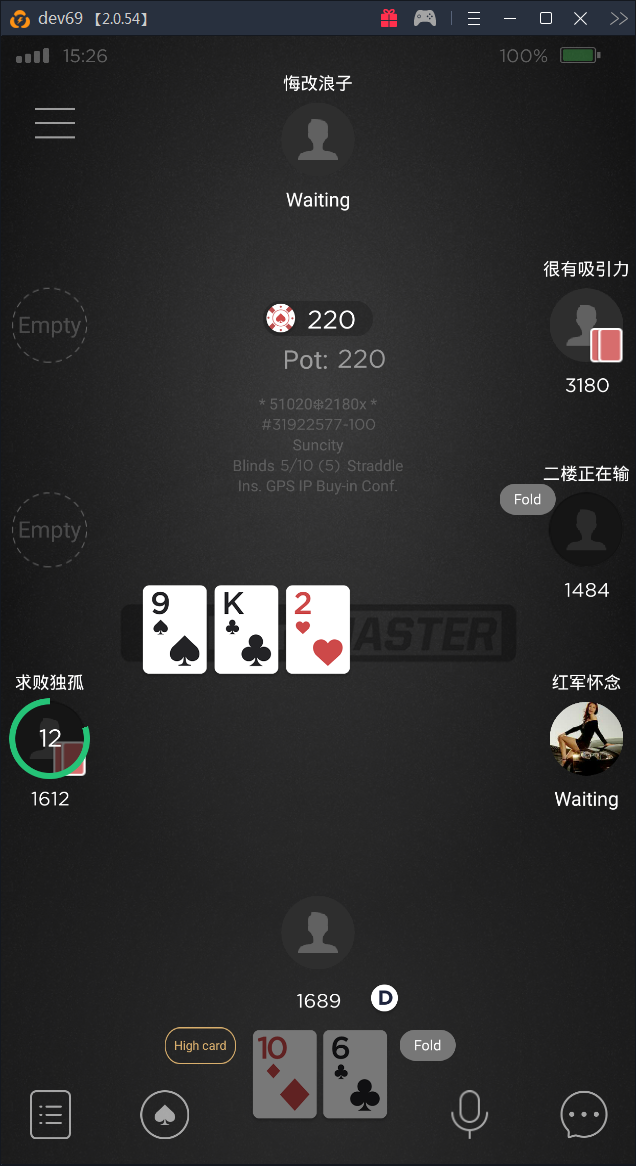 dev69 【2.0.54】
15:26
100%
悔改浪子
Waiting
很有吸引力
Empty
220
3180
Pot: 220
* 51020❄2180x *
#31922577-100
Suncity
Blinds 5/10 (5) Straddle
Ins. GPS IP Buy-in Conf.
二楼正在输
Fold
Empty
1484
9
K
2
ASTER
求败独孤
红军怀念
12
1612
Waiting
1689
D
High card
10
6
Fold